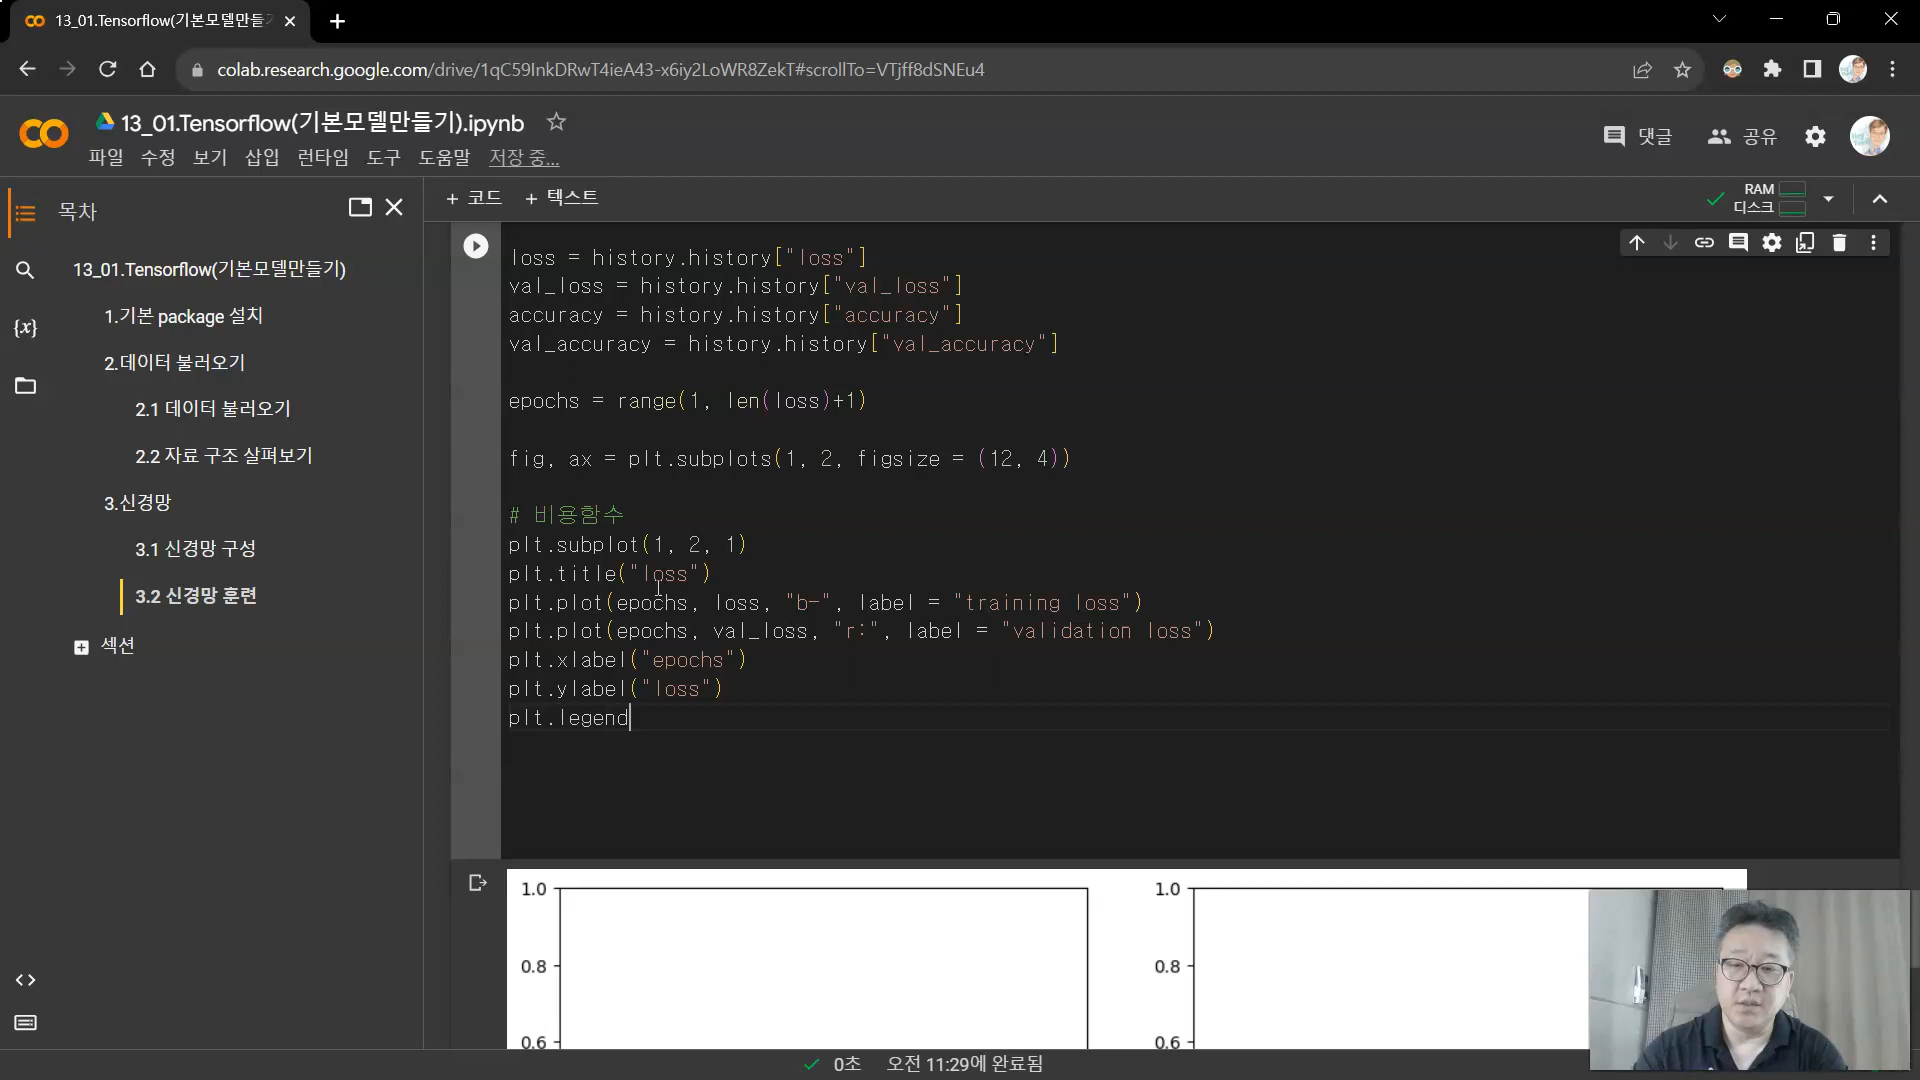 13_01.Tensorflow(기본모델만들기
colab.research.google.com/drive/1qC59InkDRwT4ieA43-x6iy2LoWR8ZekT#scrollTo=VTjff8dSNEu4
13_01.Tensorflow(기본모델만들기).ipynb
댓글
공유
파일 수정 보기 삽입 런타임 도구 도움말 저장 중...
목차
+ 코드 + 텍스트
RAM
디스크
13_01.Tensorflow(기본모델만들기)
1.기본 package 설치
2.데이터 불러오기
2.1 데이터 불러오기
2.2 자료 구조 살펴보기
3.신경망
3.1 신경망 구성
3.2 신경망 훈련
섹션
loss = history.history["loss"]
val_loss = history.history["val_loss"]
accuracy = history.history["accuracy"]
val_accuracy = history.history["val_accuracy"]
epochs = range(1, len(loss)+1)
fig, ax = plt.subplots(1, 2, figsize = (12, 4))
# 비용함수
plt.subplot(1, 2, 1)
plt.title("loss")
plt.plot(epochs, loss, "b-", label = "training loss")
plt.plot(epochs, val_loss, "r:", label = "validation loss")
plt.xlabel("epochs")
plt.ylabel("loss")
plt.legend
1.0
0.8
0.6
1.0
0.8
0.6
0초 오전 11:29에 완료됨